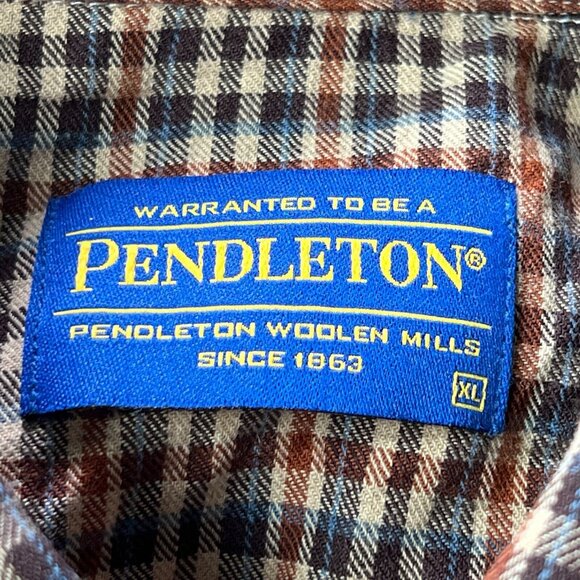 WARRANTED TO BE A
PENDLETON®
PENDLETON WOOLEN MILLS
SINCE 1863
XL